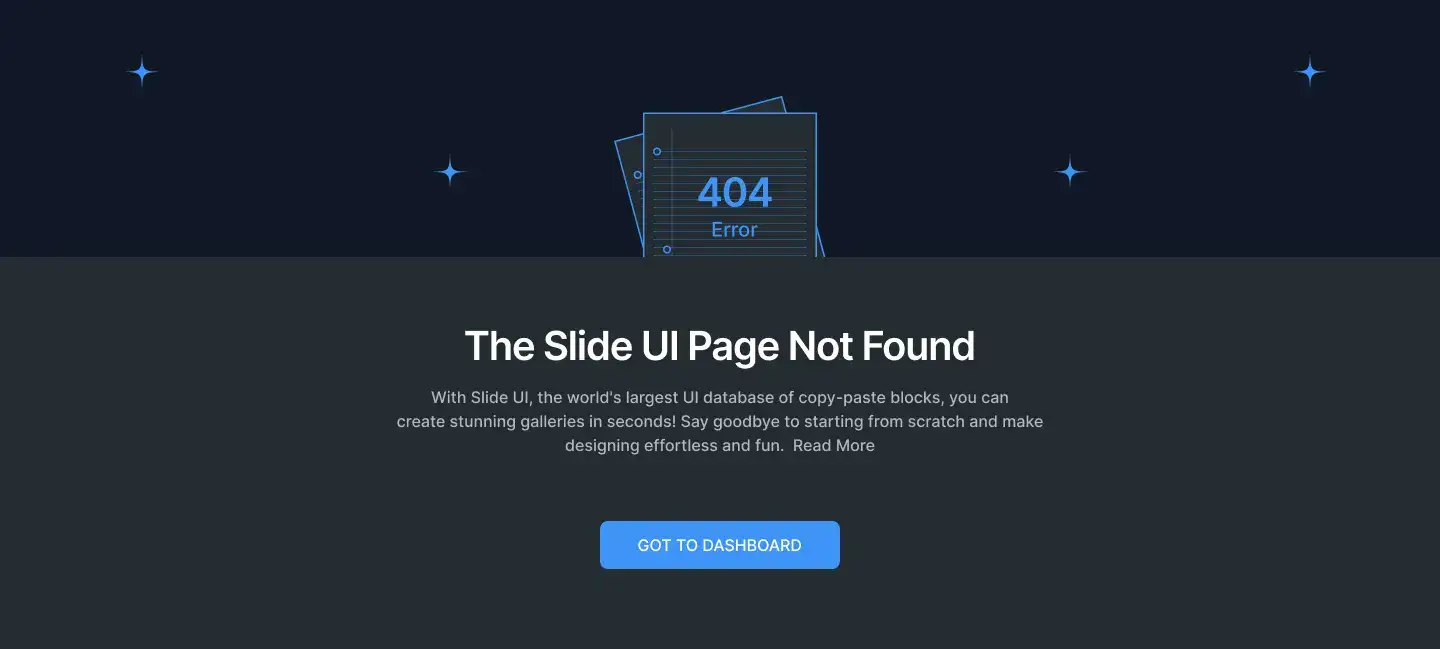 404
Error
The Slide UI Page Not Found
With Slide UI, the world's largest UI database of copy-paste blocks, you can
create stunning galleries in seconds! Say goodbye to starting from scratch and make
designing effortless and fun.  Read More
GOT TO DASHBOARD